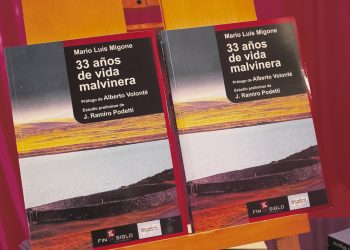 Mario Luis Migone
33 años
de vida
malvinera
Prólogo de Alberto Volonté
Estudio preliminar de
J. Ramiro Podetti
FIN SIGLO
Mario Luis Migone
33 años
de vida
malvinera
Prólogo de Alberto Volonté
Estudio preliminar de
J. Ramiro Podetti
FIN SIGLO